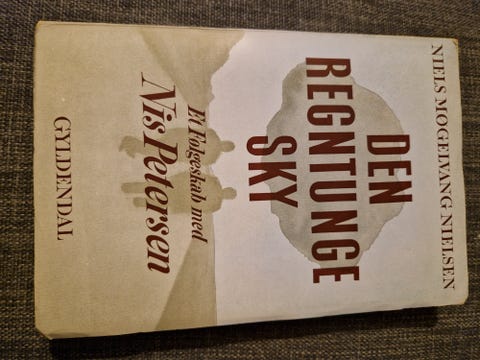 NIELS MOGELVANG NIELSEN
DEN
REGNTUNGE
SKY
Et Følgeskab med
Nis Petersen
GYLDENDAL